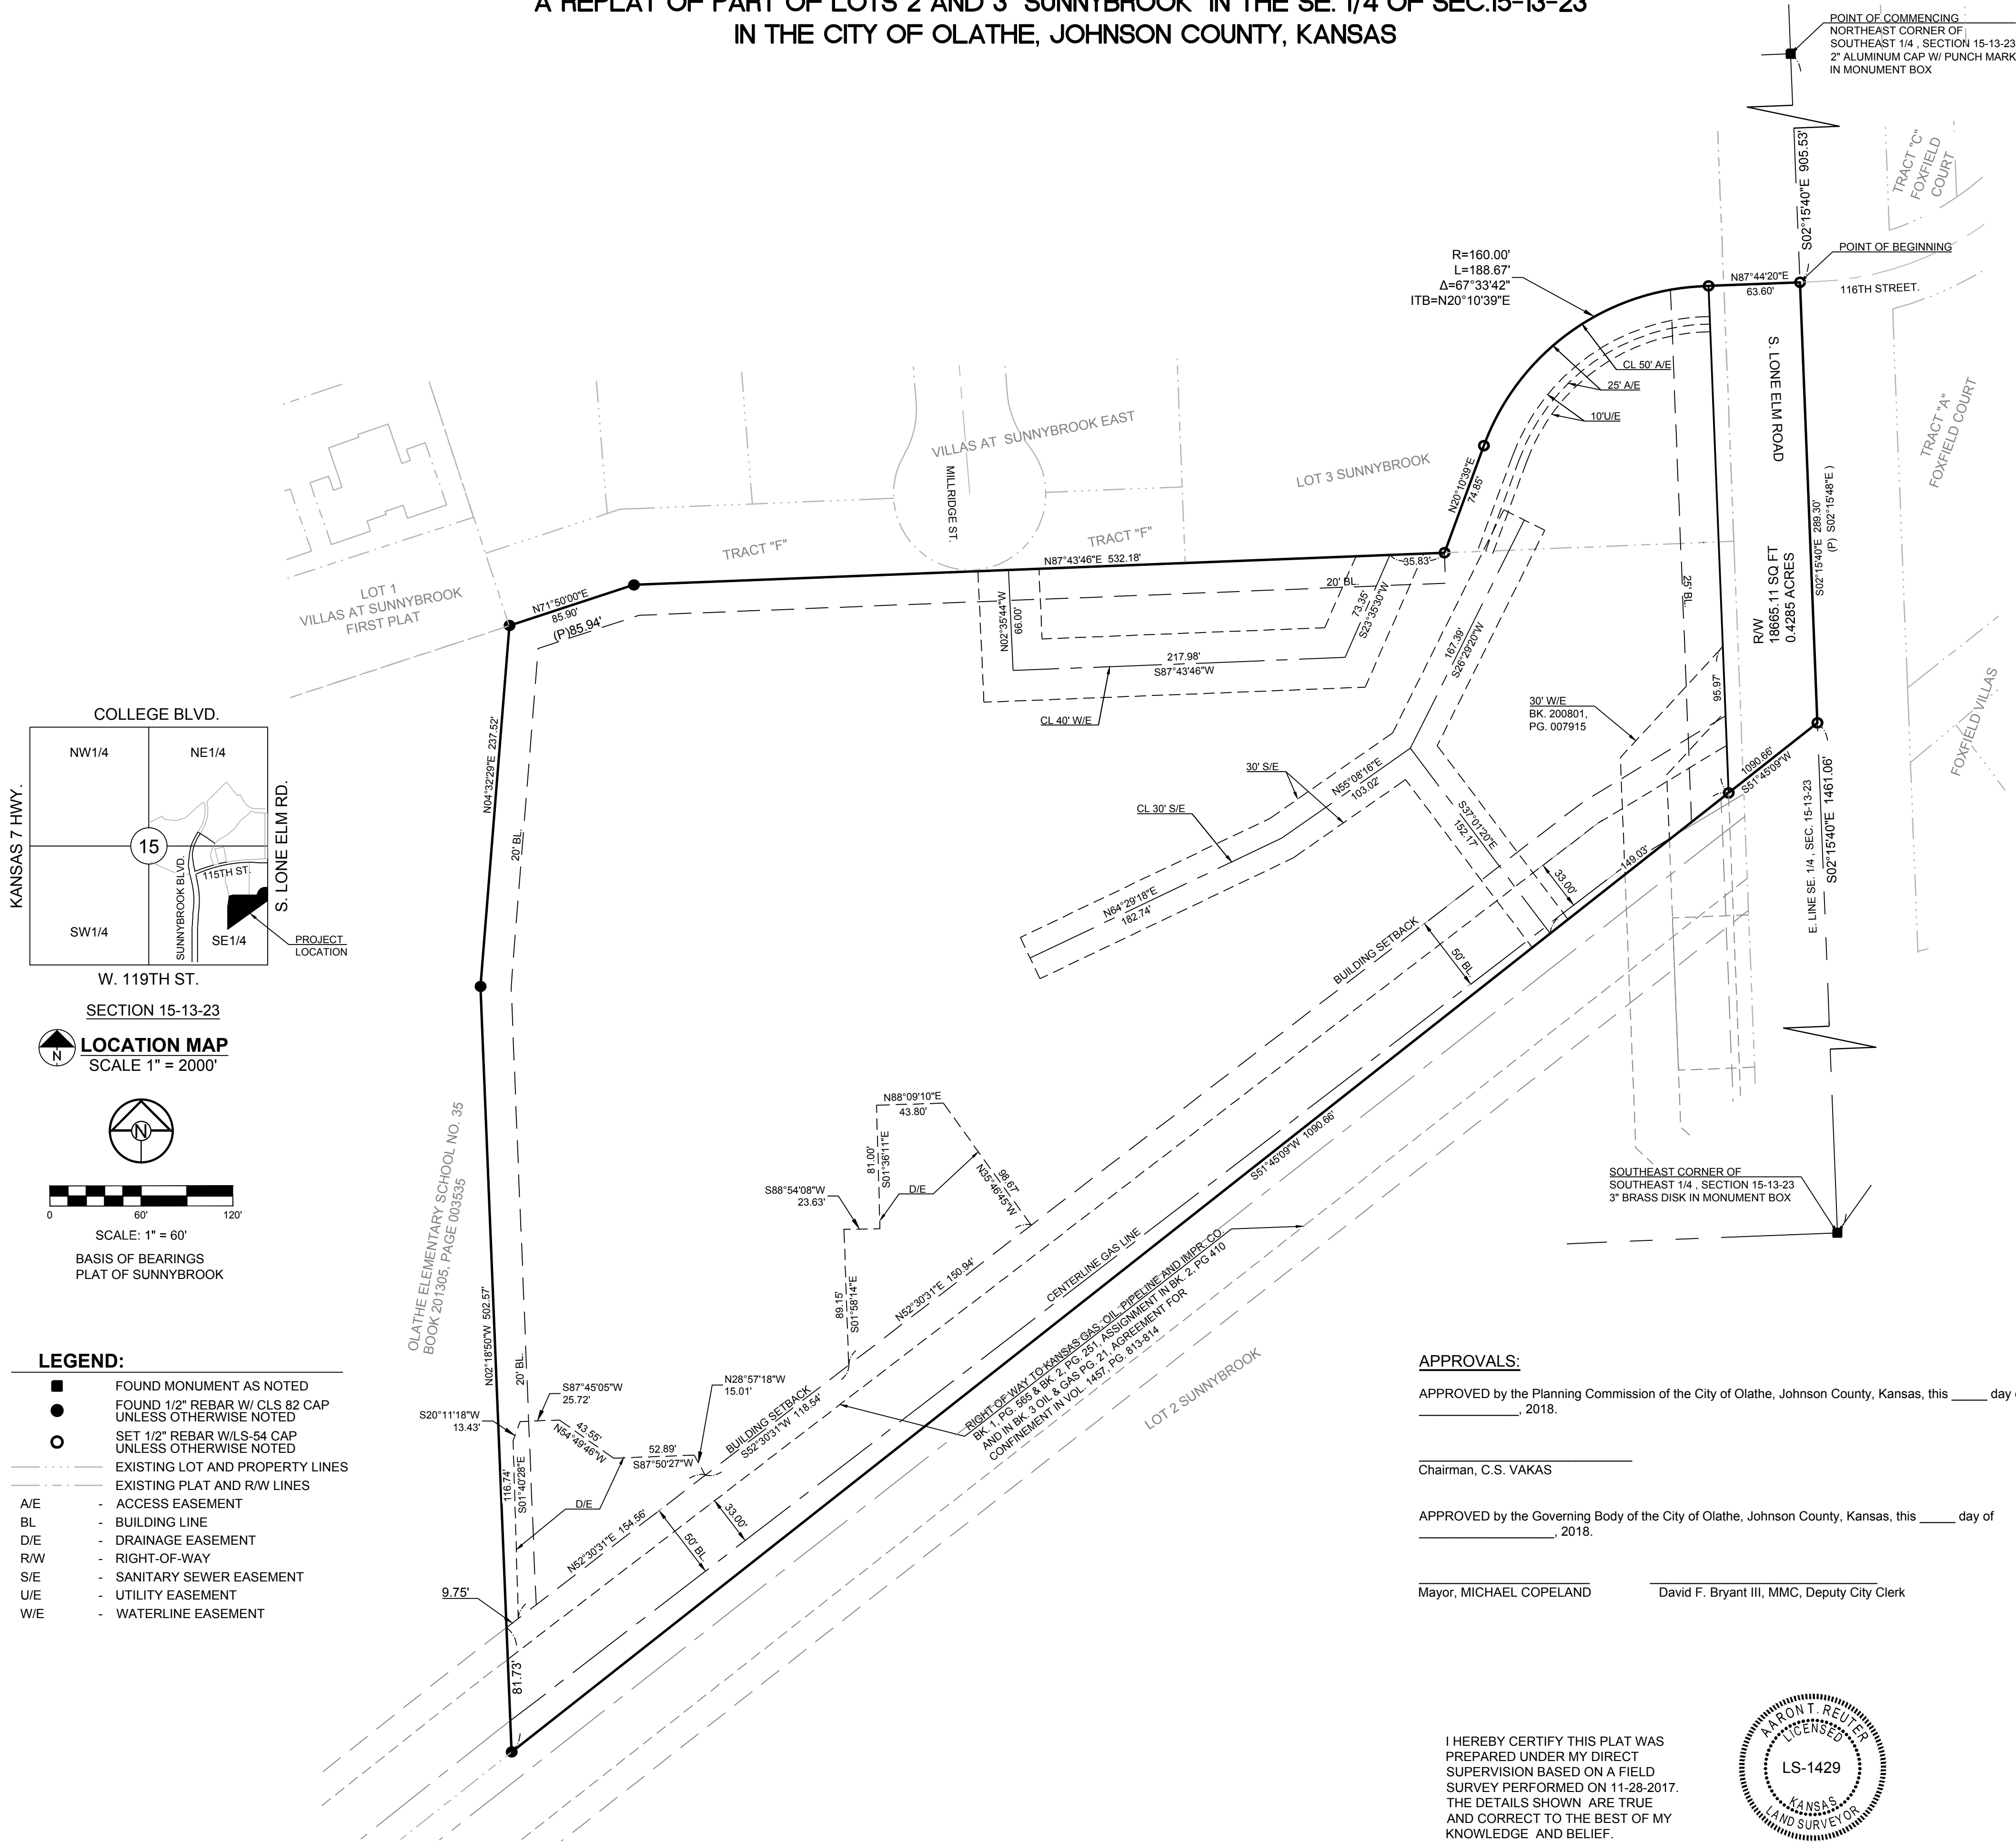 A REPLAT OF PART OF LOTS 2 AND 3 "SUNNYBROOK" IN THE SE. 1/4 OF SEC.15-13-23
IN THE CITY OF OLATHE, JOHNSON COUNTY, KANSAS
POINT OF COMMENCING
NORTHEAST CORNER OF
SOUTHEAST 1/4 , SECTION 15-13-23
2" ALUMINUM CAP W/ PUNCH MARK
IN MONUMENT BOX
S02°15'40"E 905.53'
TRACT "C"
FOXFIELD
COURT
POINT OF BEGINNING
N87°44'20"E
63.60'
116TH STREET.
R=160.00'
L=188.67'
Δ=67°33'42"
ITB=N20°10'39"E
CL 50' A/E
25' A/E
10'U/E
S. LONE ELM ROAD
TRACT "A"
FOXFIELD COURT
VILLAS AT SUNNYBROOK EAST
MILLRIDGE ST.
LOT 3 SUNNYBROOK
N20°10'39"E
74.85'
S02°15'40"E 289.30'
(P) S02°15'48"E )
TRACT "F"
TRACT "F"
N87°43'46"E 532.18'
35.83'
20' BL.
25' BL.
R/W
18665.11 SQ FT
0.4285 ACRES
LOT 1
VILLAS AT SUNNYBROOK
FIRST PLAT
N71°50'00"E
85.90'
(P)85.94'
N02°35'44"W
66.00'
73.35'
S23°35'30"W
217.98'
S87°43'46"W
CL 40' W/E
167.39'
S26°29'20"W
30' W/E
BK. 200801,
PG. 007915
95.97'
FOXFIELD VILLAS
COLLEGE BLVD.
NW1/4
NE1/4
KANSAS 7 HWY.
15
SUNNYBROOK BLVD.
115TH ST.
S. LONE ELM RD.
SW1/4
SE1/4
PROJECT
LOCATION
W. 119TH ST.
SECTION 15-13-23
N
LOCATION MAP
SCALE 1" = 2000'
N04°32'29"E 237.52'
20' BL.
30' S/E
CL 30' S/E
N55°08'16"E
103.02'
S37°01'20"E
152.17'
N64°29'18"E
182.74'
1090.66'
S51°45'09"W
149.03'
33.00'
E. LINE SE. 1/4 , SEC. 15-13-23
S02°15'40"E 1461.06'
BUILDING SETBACK
50' BL.
N
0
60'
120'
SCALE: 1" = 60'
BASIS OF BEARINGS
PLAT OF SUNNYBROOK
OLATHE ELEMENTARY SCHOOL NO. 35
BOOK 201305, PAGE 003535
N02°18'50"W 502.57'
20' BL.
N88°09'10"E
43.80'
81.00'
S01°36'11"E
98.67'
N35°46'45"W
S88°54'08"W
23.63'
D/E
89.15'
S01°58'14"E
N52°30'31"E 150.94'
CENTERLINE GAS LINE
S51°45'09"W 1090.66'
RIGHT OF WAY TO KANSAS GAS, OIL, PIPELINE AND IMPR. CO.
BK. 1, PG. 565 & BK. 2, PG. 251, ASSIGNMENT IN BK. 2, PG 410
AND IN BK. 3 OIL & GAS PG. 21, AGREEMENT FOR
CONFINEMENT IN VOL. 1457, PG. 813-814
LOT 2 SUNNYBROOK
SOUTHEAST CORNER OF
SOUTHEAST 1/4 , SECTION 15-13-23
3" BRASS DISK IN MONUMENT BOX
S87°45'05"W
25.72'
N28°57'18"W
15.01'
S20°11'18"W
13.43'
43.55'
N54°49'46"W
52.89'
S87°50'27"W
BUILDING SETBACK
S52°30'31"W 118.54'
116.74'
S01°40'28"E
D/E
N52°30'31"E 154.56'
33.00'
50' BL.
9.75'
81.73'
LEGEND:
FOUND MONUMENT AS NOTED
FOUND 1/2" REBAR W/ CLS 82 CAP
UNLESS OTHERWISE NOTED
SET 1/2" REBAR W/LS-54 CAP
UNLESS OTHERWISE NOTED
EXISTING LOT AND PROPERTY LINES
EXISTING PLAT AND R/W LINES
A/E - ACCESS EASEMENT
BL - BUILDING LINE
D/E - DRAINAGE EASEMENT
R/W - RIGHT-OF-WAY
S/E - SANITARY SEWER EASEMENT
U/E - UTILITY EASEMENT
W/E - WATERLINE EASEMENT
APPROVALS:
APPROVED by the Planning Commission of the City of Olathe, Johnson County, Kansas, this _____ day
______________, 2018.
Chairman, C.S. VAKAS
APPROVED by the Governing Body of the City of Olathe, Johnson County, Kansas, this _____ day of
___________________, 2018.
Mayor, MICHAEL COPELAND
David F. Bryant III, MMC, Deputy City Clerk
I HEREBY CERTIFY THIS PLAT WAS
PREPARED UNDER MY DIRECT
SUPERVISION BASED ON A FIELD
SURVEY PERFORMED ON 11-28-2017.
THE DETAILS SHOWN ARE TRUE
AND CORRECT TO THE BEST OF MY
KNOWLEDGE AND BELIEF.
AARON T. REUTER
LICENSED
LS-1429
KANSAS
LAND SURVEYOR